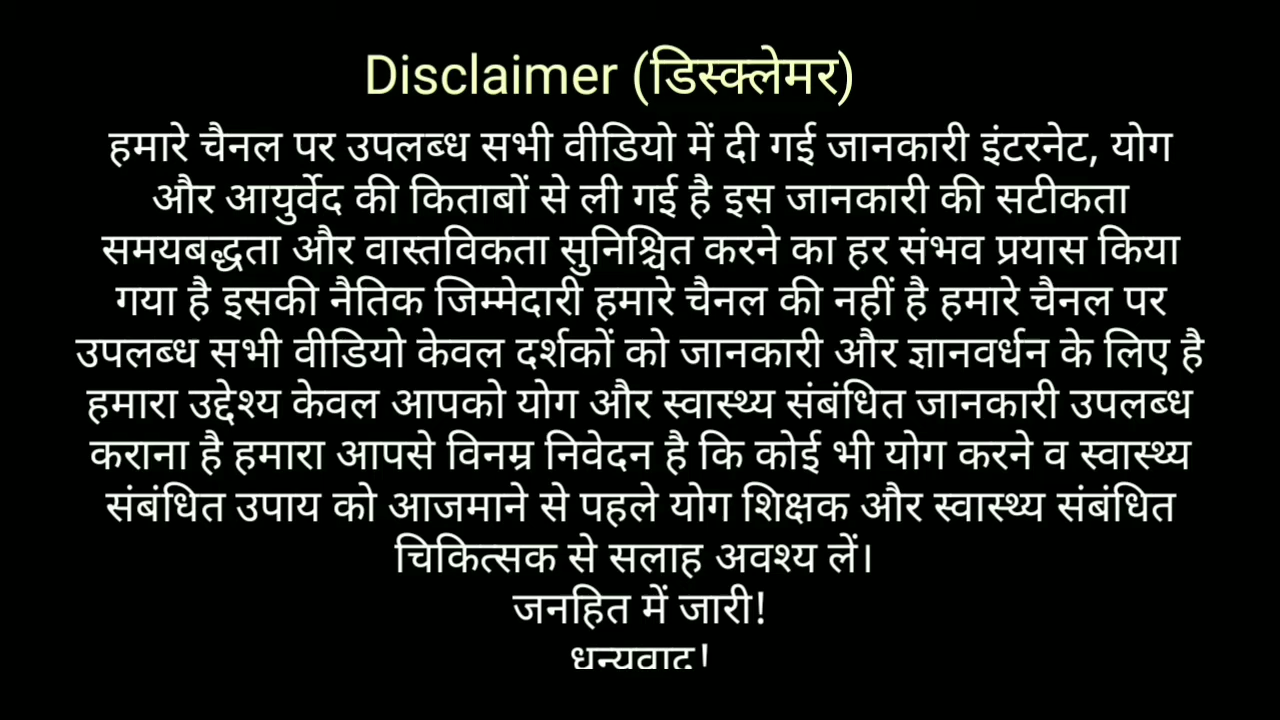 Disclaimer (डिस्क्लेमर)
हमारे चैनल पर उपलब्ध सभी वीडियो में दी गई जानकारी इंटरनेट, योग
और आयुर्वेद की किताबों से ली गई है इस जानकारी की सटीकता
समयबद्धता और वास्तविकता सुनिश्चित करने का हर संभव प्रयास किया
गया है इसकी नैतिक जिम्मेदारी हमारे चैनल की नहीं है हमारे चैनल पर
उपलब्ध सभी वीडियो केवल दर्शकों को जानकारी और ज्ञानवर्धन के लिए है
हमारा उद्देश्य केवल आपको योग और स्वास्थ्य संबंधित जानकारी उपलब्ध
कराना है हमारा आपसे विनम्र निवेदन है कि कोई भी योग करने व स्वास्थ्य
संबंधित उपाय को आजमाने से पहले योग शिक्षक और स्वास्थ्य संबंधित
चिकित्सक से सलाह अवश्य लें।
जनहित में जारी!
धन्यवाद!